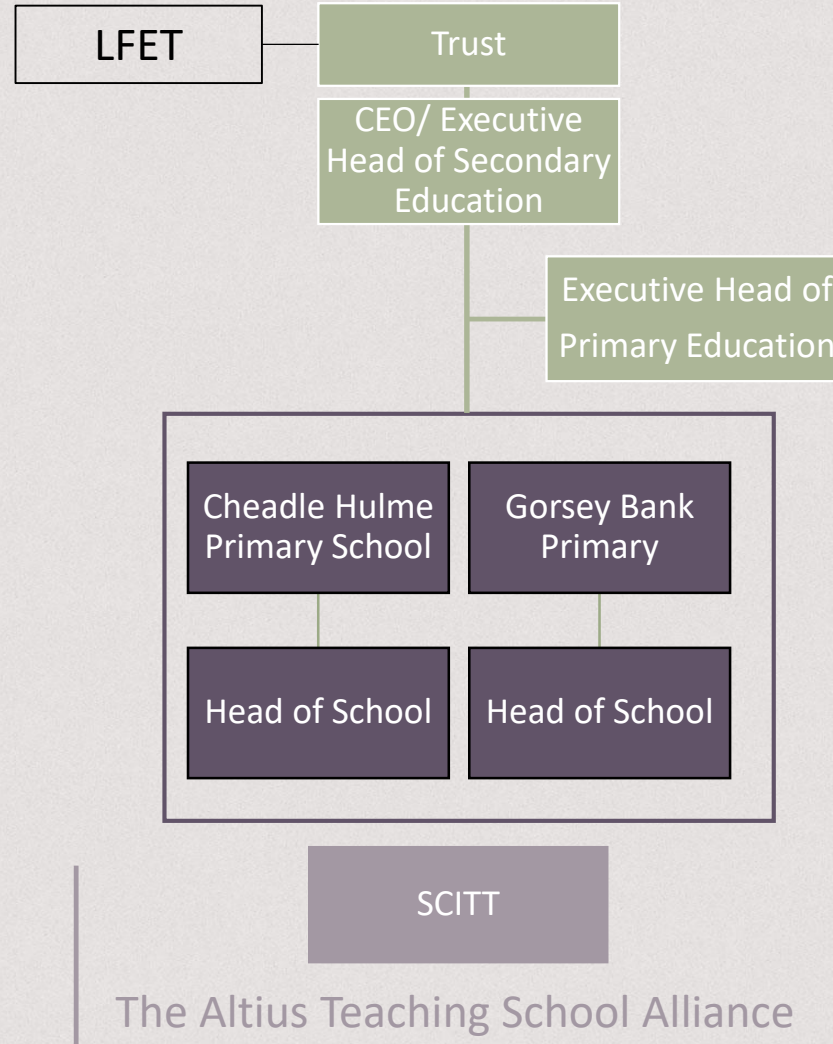 LFET
Trust
CEO/ Executive
Head of Secondary
Education
Executive Head of
Primary Education
Cheadle Hulme
Primary School
Gorsey Bank
Primary
Head of School
Head of School
SCITT
The Altius Teaching School Alliance